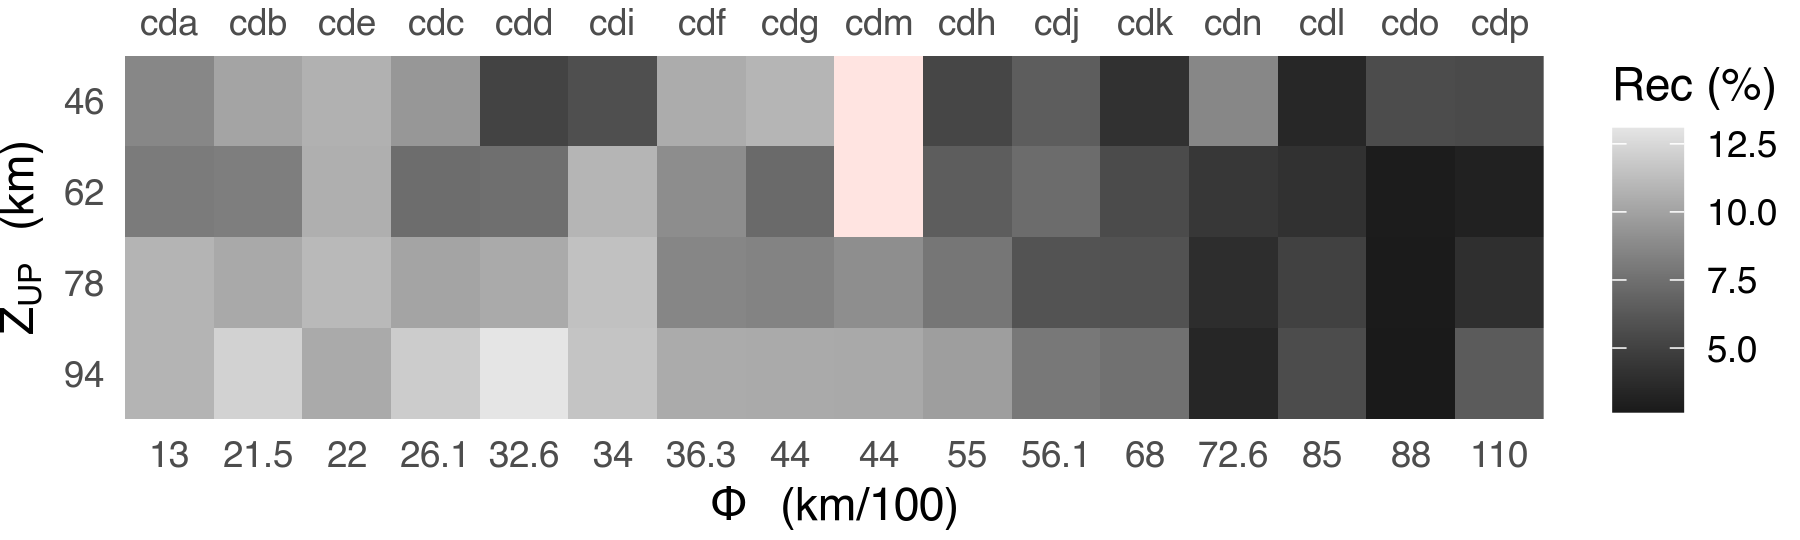 cda cdb cde cdc cdd cdi cdf cdg cdm cdh cdj cdk cdn cdl cdo cdp
Z_UP (km)
46
62
78
94
13 21.5 22 26.1 32.6 34 36.3 44 44 55 56.1 68 72.6 85 88 110
Φ (km/100)
Rec (%)
12.5
10.0
7.5
5.0